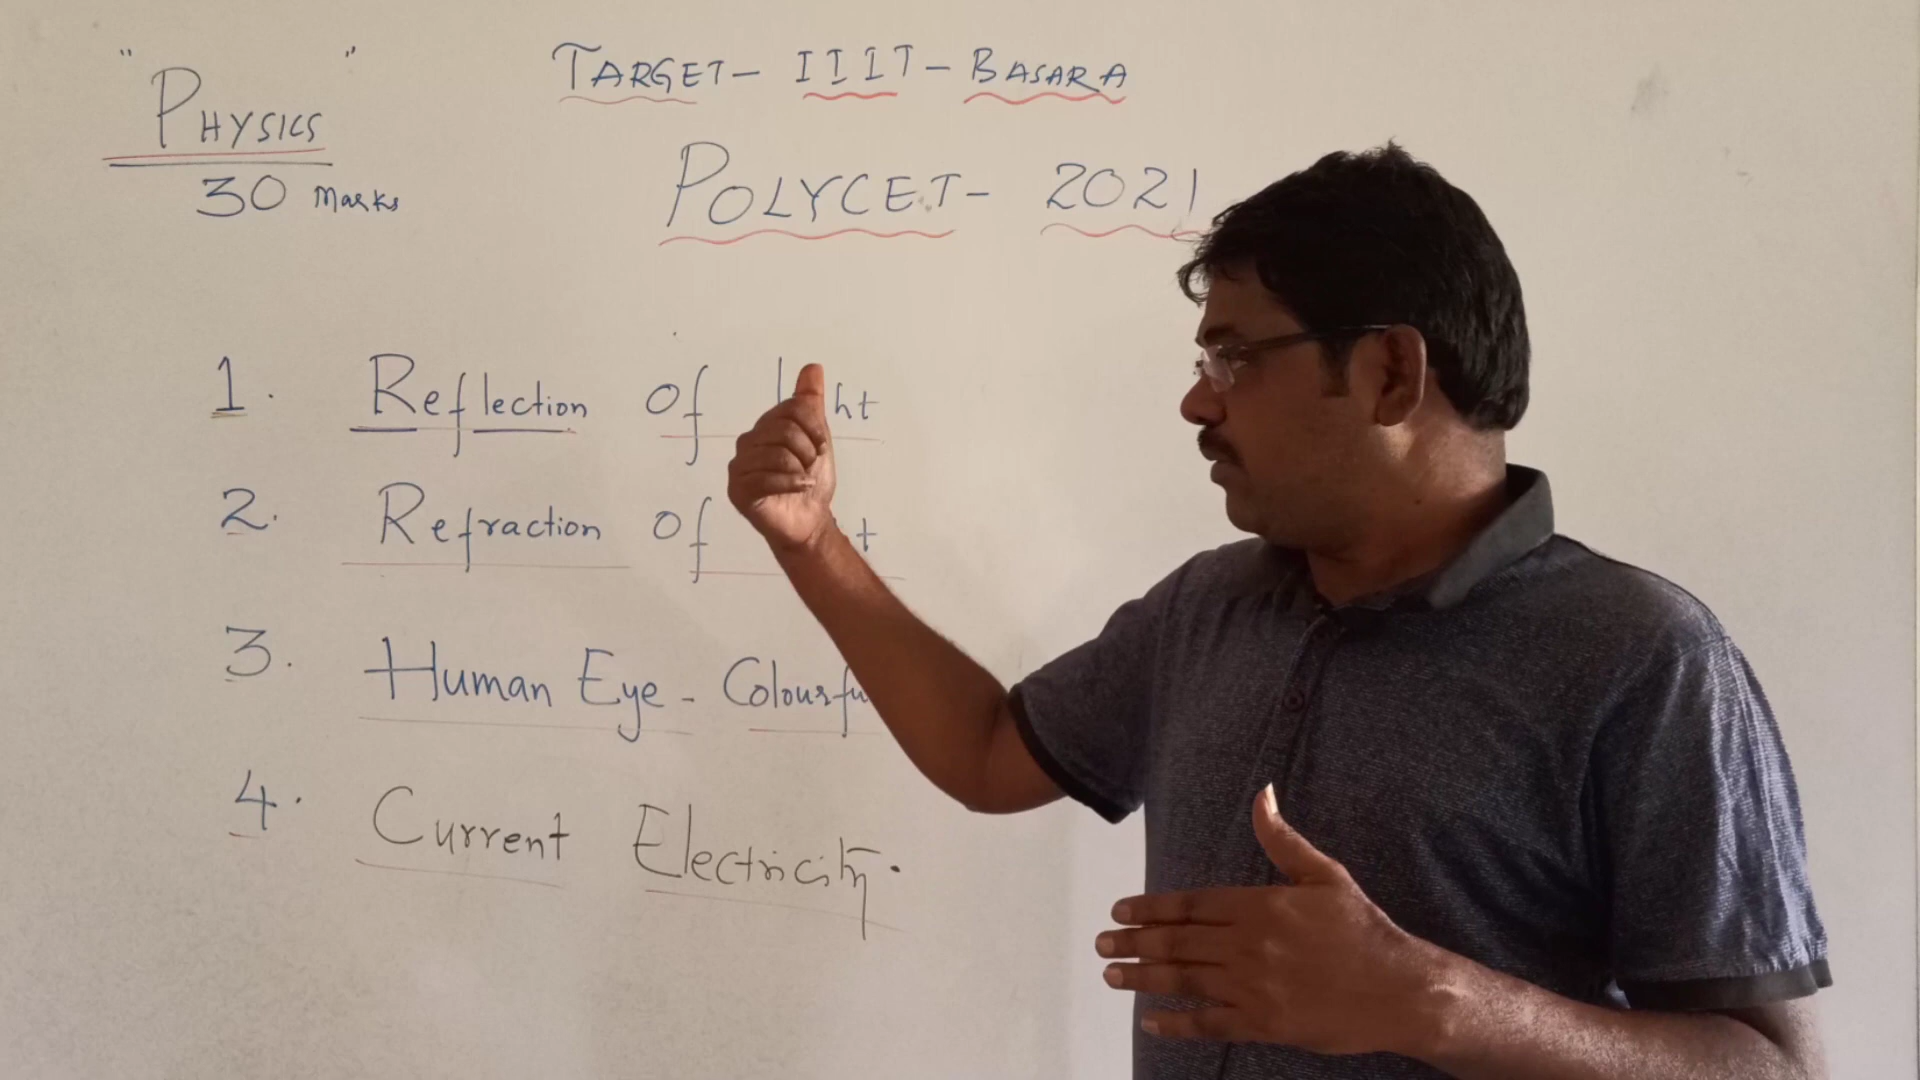 " PHYSICS "
30 Marks
TARGET - IIIT - BASARA
POLYCET - 2021
1. Reflection of
2. Refraction of
3. Human Eye - Colourfu
4. Current Electricity.